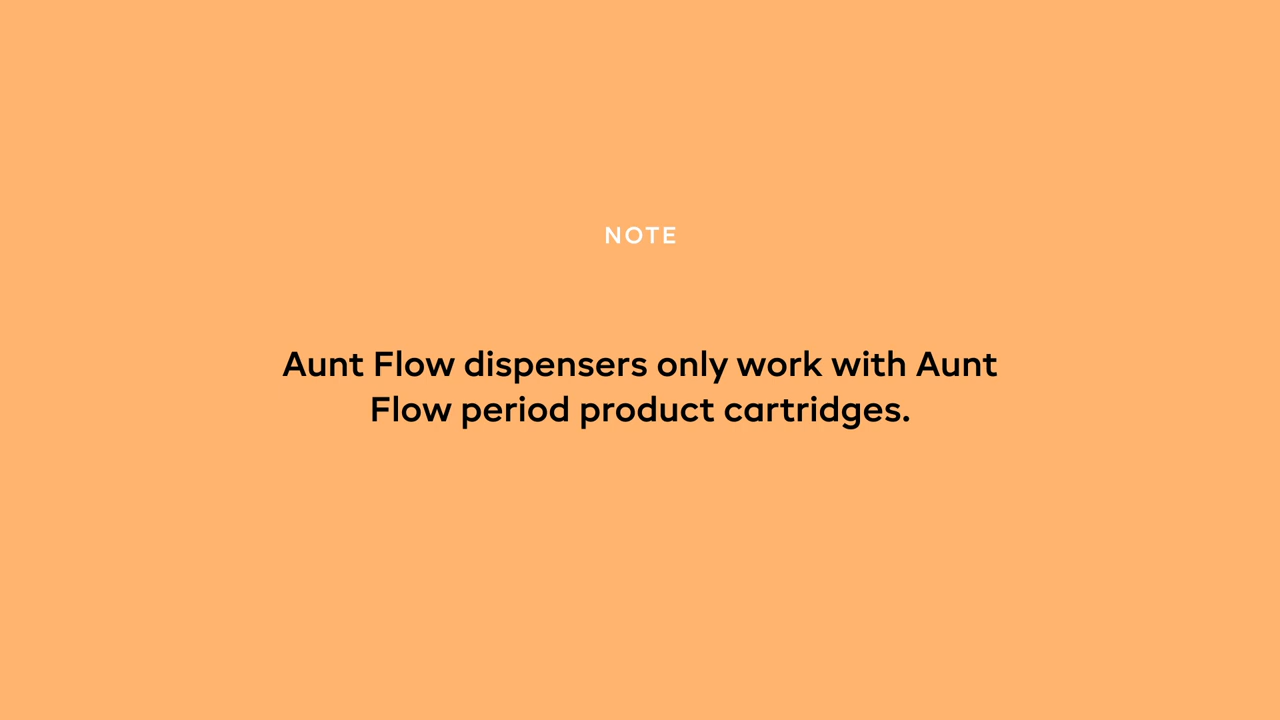 NOTE
Aunt Flow dispensers only work with Aunt
Flow period product cartridges.